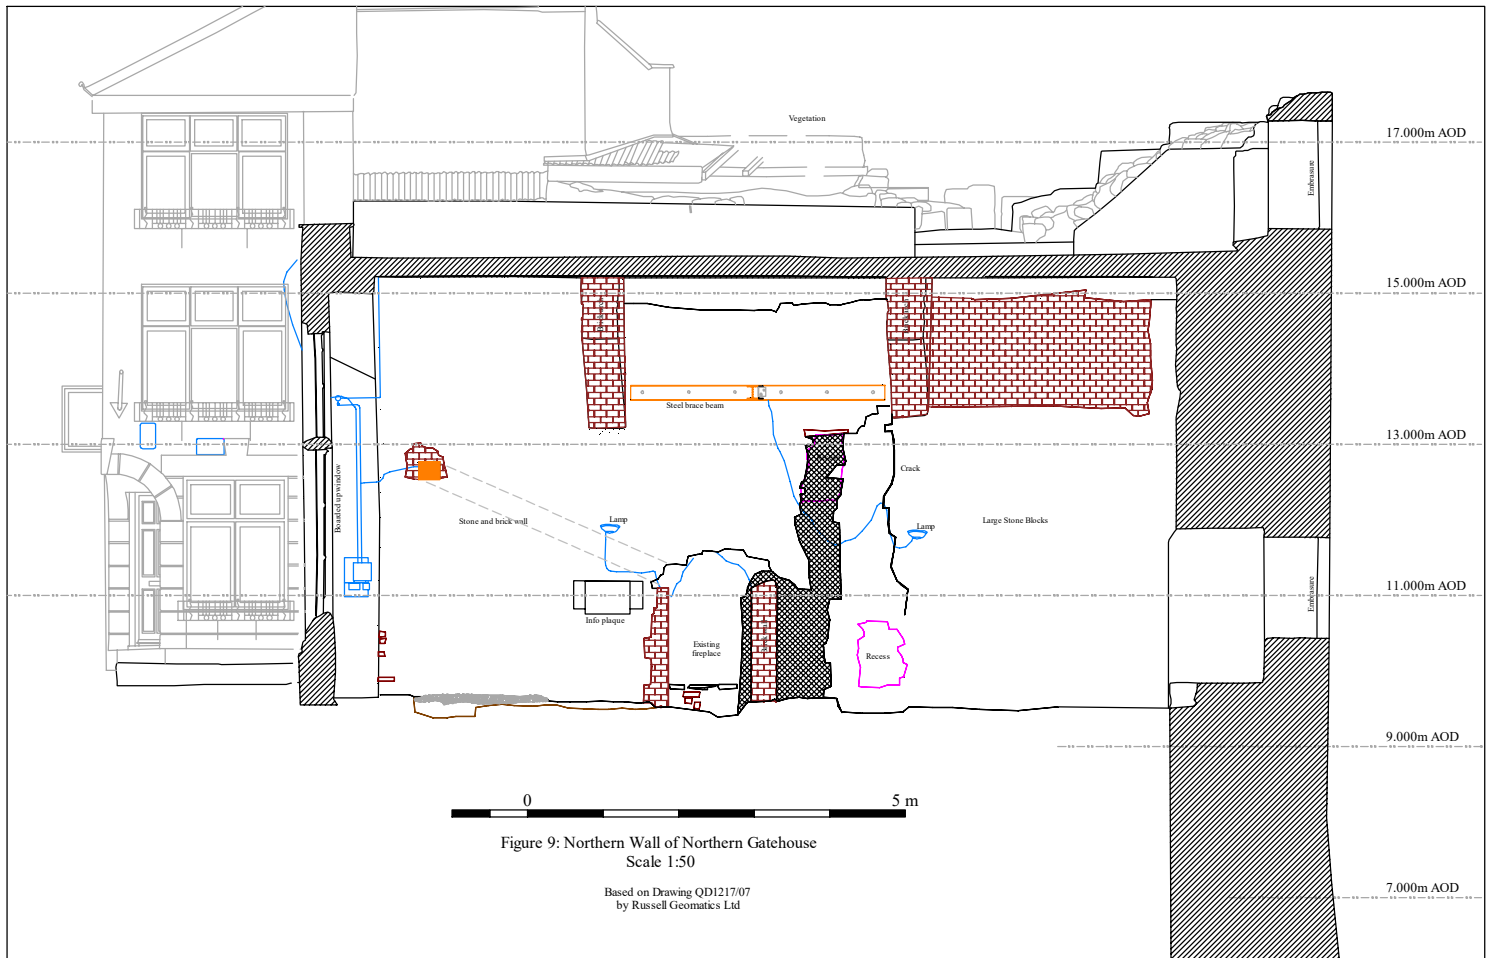 Vegetation
17.000m AOD
Embrasure
15.000m AOD
Steel brace beam
13.000m AOD
Crack
Boarded up window
Stone and brick wall
Lamp
Lamp
Large Stone Blocks
11.000m AOD
Embrasure
Info plaque
Existing
fireplace
Recess
9.000m AOD
0
5 m
Figure 9: Northern Wall of Northern Gatehouse
Scale 1:50
7.000m AOD
Based on Drawing QD1217/07
by Russell Geomatics Ltd